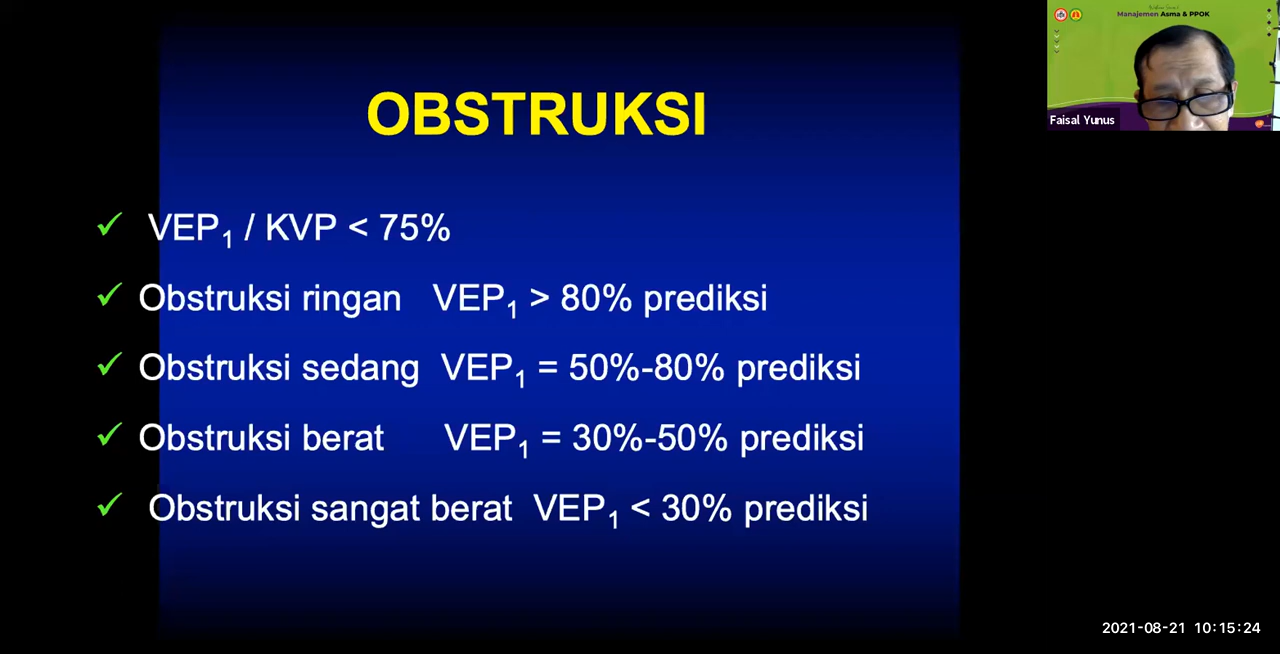 OBSTRUKSI
VEP1 / KVP < 75%
Obstruksi ringan VEP1 > 80% prediksi
Obstruksi sedang VEP1 = 50%-80% prediksi
Obstruksi berat VEP1 = 30%-50% prediksi
Obstruksi sangat berat VEP1 < 30% prediksi
Manajemen Asma & PPOK
Faisal Yunus
2021-08-21 10:15:24